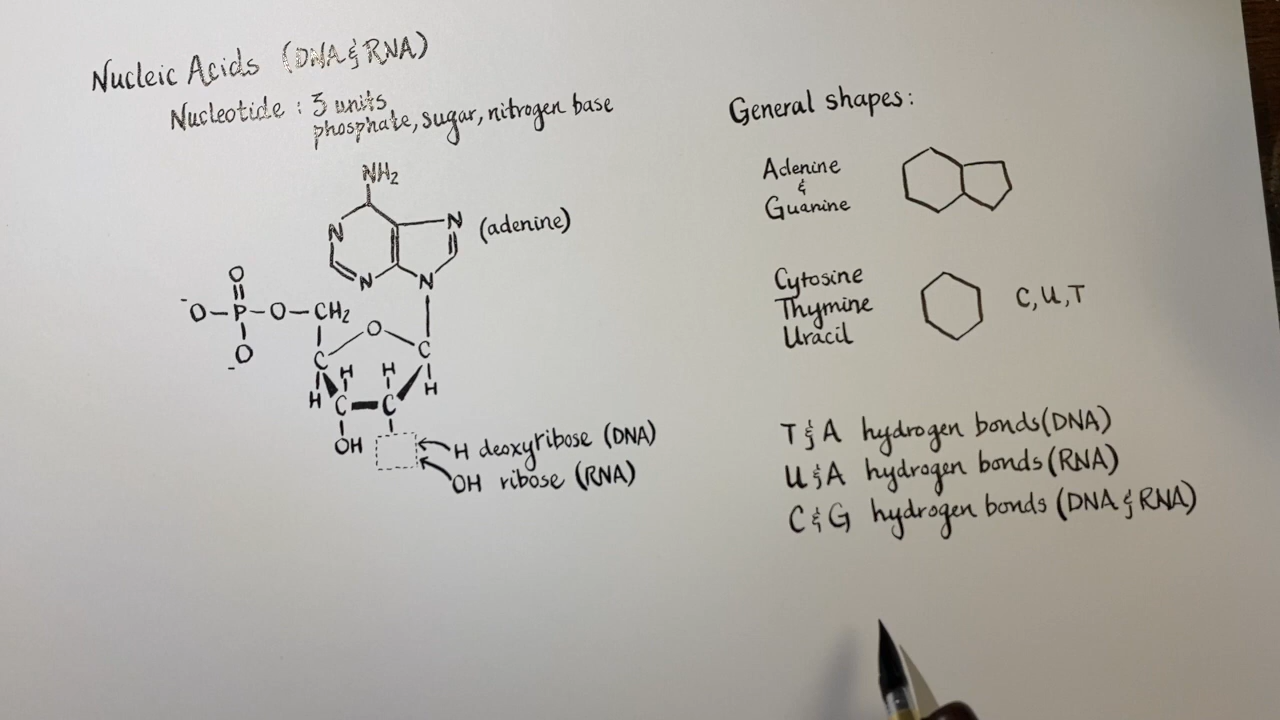 Nucleic Acids (DNA & RNA)
Nucleotide : 3 units
phosphate, sugar, nitrogen base
NH₂
N
N
(adenine)
N
N
O
⁻O–P–O–CH₂
O⁻
O
C
C
H
H
H
H
C
C
OH
H deoxyribose (DNA)
OH ribose (RNA)
General shapes:
Adenine
&
Guanine
Cytosine
Thymine
Uracil
C, U, T
T & A hydrogen bonds (DNA)
U & A hydrogen bonds (RNA)
C & G hydrogen bonds (DNA & RNA)